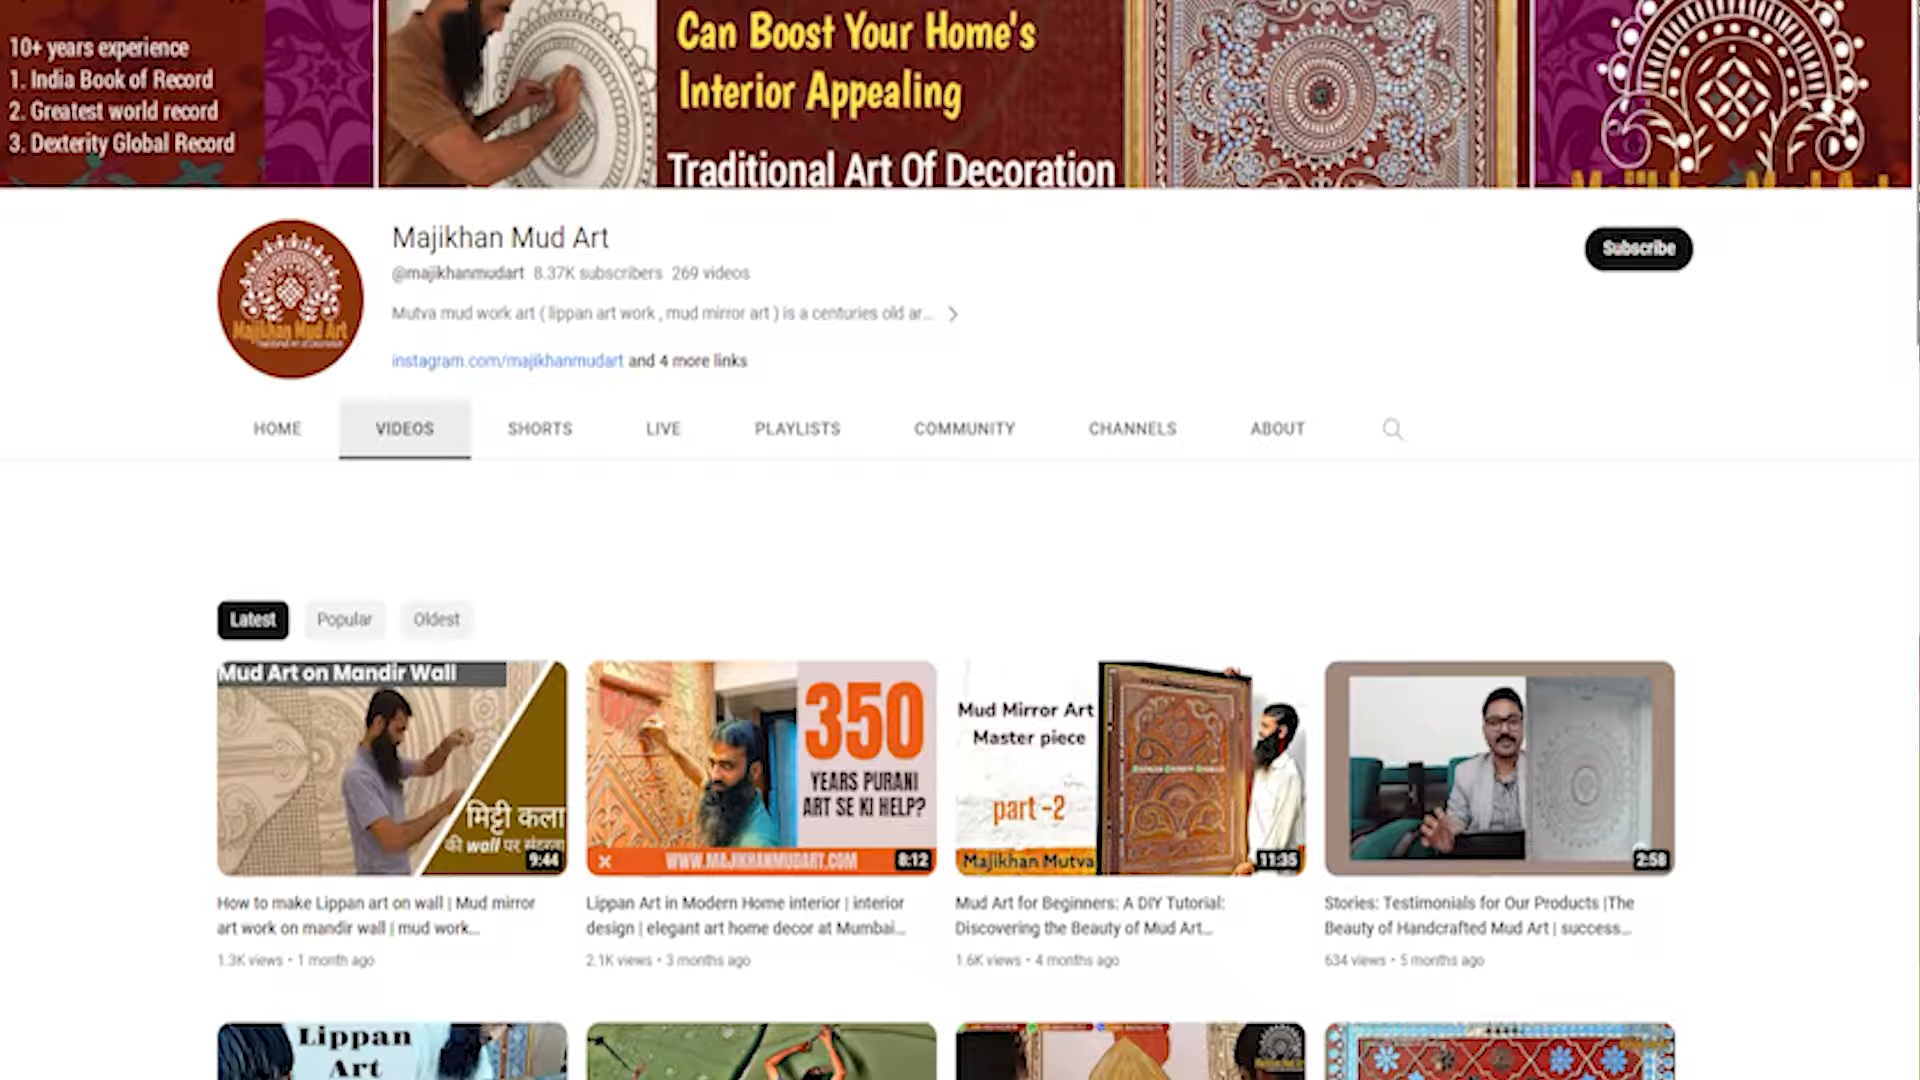 10+ years experience
1. India Book of Record
2. Greatest world record
3. Dexterity Global Record
Can Boost Your Home's
Interior Appealing
Traditional Art Of Decoration
Majikhan Mud Art
Majikhan Mud Art
@majikhanmudart 8.37K subscribers 269 videos
Mutva mud work art ( lippan art work , mud mirror art ) is a centuries old ar...
instagram.com/majikhanmudart and 4 more links
Subscribe
HOME VIDEOS SHORTS LIVE PLAYLISTS COMMUNITY CHANNELS ABOUT
Latest Popular Oldest
Mud Art on Mandir Wall
मिट्टी कला
की wall पर
9:44
350
YEARS PURANI
ART SE KI HELP?
WWW.MAJIKHANMUDART.COM
8:12
Mud Mirror Art
Master piece
part -2
Majikhan Mutva
11:35
2:58
How to make Lippan art on wall | Mud mirror
art work on mandir wall | mud work...
1.3K views • 1 month ago
Lippan Art in Modern Home interior | interior
design | elegant art home decor at Mumbai...
2.1K views • 3 months ago
Mud Art for Beginners: A DIY Tutorial:
Discovering the Beauty of Mud Art...
1.6K views • 4 months ago
Stories: Testimonials for Our Products |The
Beauty of Handcrafted Mud Art | success...
634 views • 5 months ago
Lippan
Art